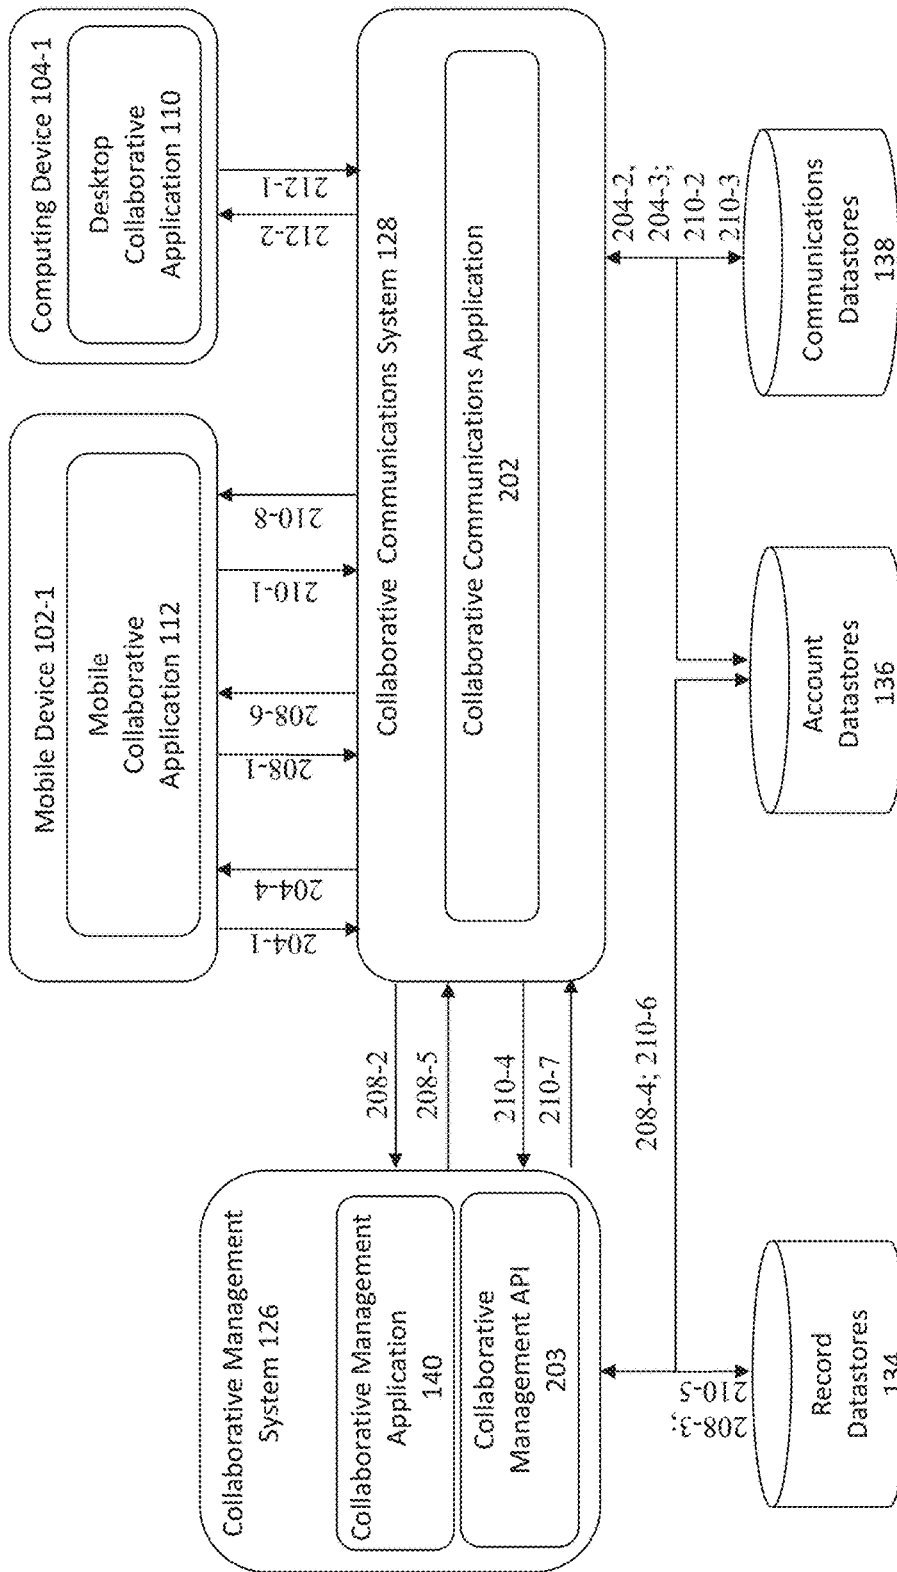 Mobile Device 102-1
Mobile
Collaborative
Application 112
Computing Device 104-1
Desktop
Collaborative
Application 110
204-1
204-4
208-1
208-6
210-1
210-8
212-2
212-1
Collaborative Management
System 126
Collaborative Management
Application
140
Collaborative
Management API
203
208-2
208-5
210-4
210-7
Collaborative Communications System 128
Collaborative Communications Application
202
208-3;
210-5
208-4; 210-6
204-2,
204-3;
210-2
210-3
Record
Datastores
134
Account
Datastores
136
Communications
Datastores
138